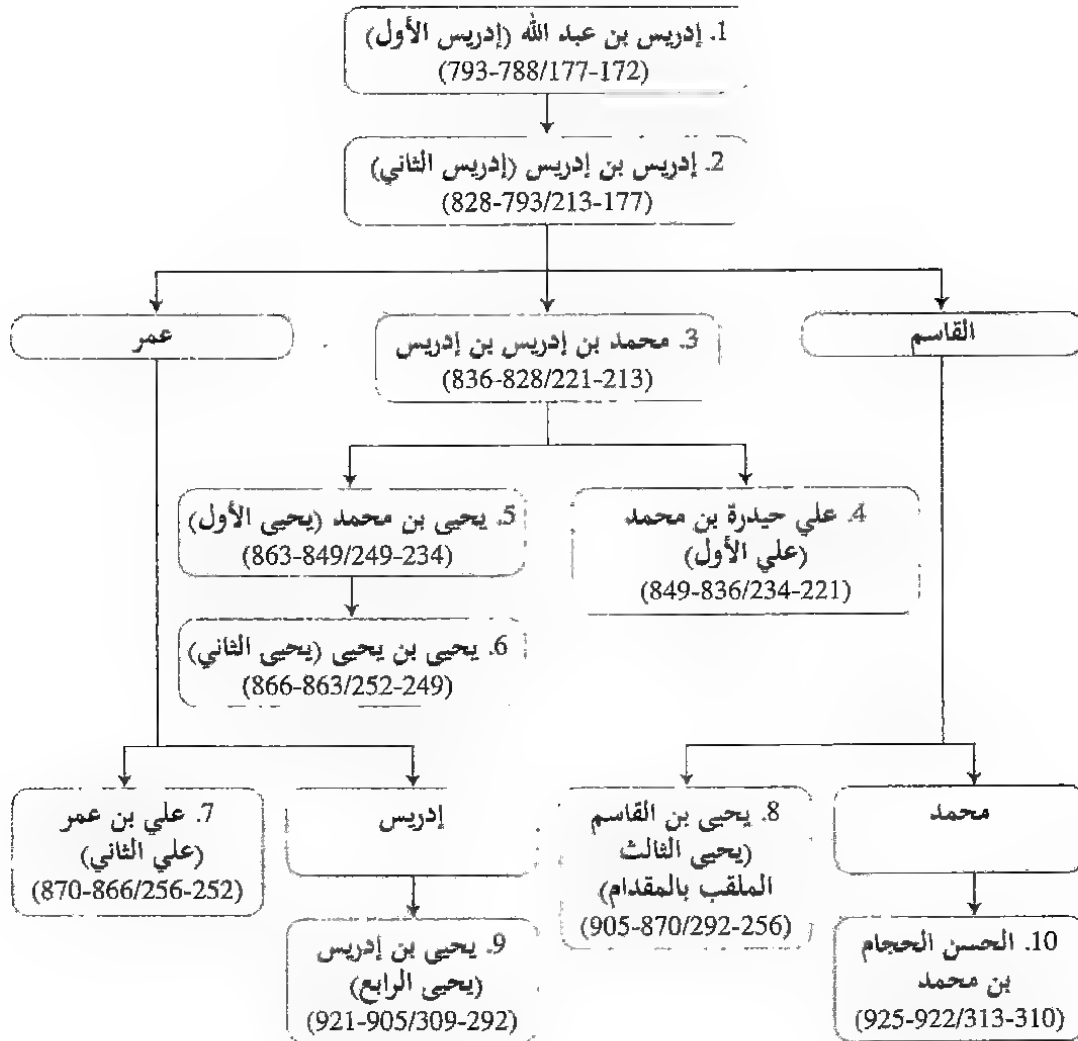 1. إدريس بن عبد الله (إدريس الأول)
(793-788/177-172)
2. إدريس بن إدريس (إدريس الثاني)
(828-793/213-177)
القاسم
3. محمد بن إدريس بن إدريس
(836-828/221-213)
عمر
4. علي حيدرة بن محمد
(علي الأول)
(849-836/234-221)
5. يحيى بن محمد (يحيى الأول)
(863-849/249-234)
6. يحيى بن يحيى (يحيى الثاني)
(866-863/252-249)
محمد
8. يحيى بن القاسم
(يحيى الثالث
الملقب بالمقدام)
(905-870/292-256)
إدريس
7. علي بن عمر
(علي الثاني)
(870-866/256-252)
10. الحسن الحجام
بن محمد
(925-922/313-310)
9. يحيى بن إدريس
(يحيى الرابع)
(921-905/309-292)